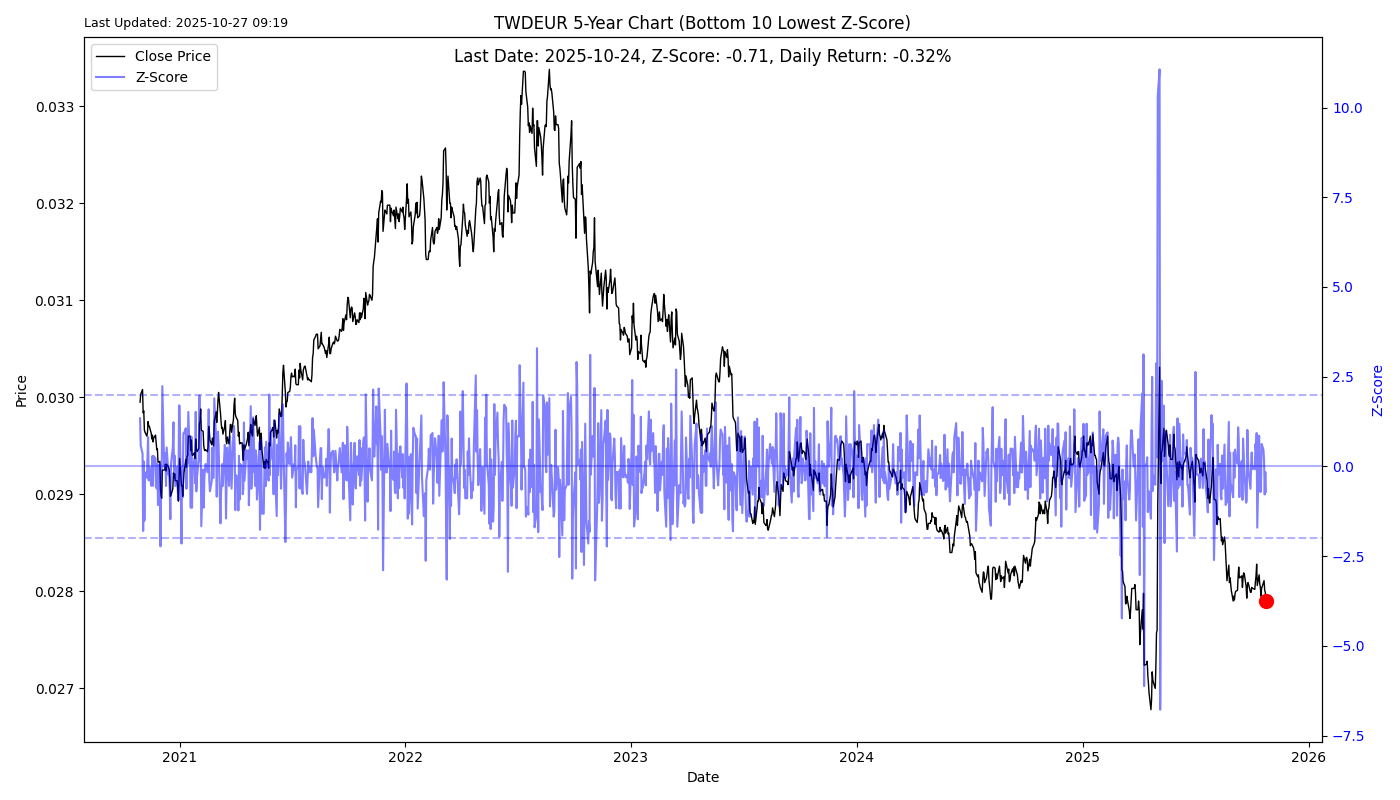 Last Updated: 2025-10-27 09:19
TWDEUR 5-Year Chart (Bottom 10 Lowest Z-Score)
Last Date: 2025-10-24, Z-Score: -0.71, Daily Return: -0.32%
Close Price
Z-Score
0.033
0.032
0.031
0.030
0.029
0.028
0.027
Price
10.0
7.5
5.0
2.5
0.0
−2.5
−5.0
−7.5
Z-Score
2021
2022
2023
2024
2025
2026
Date